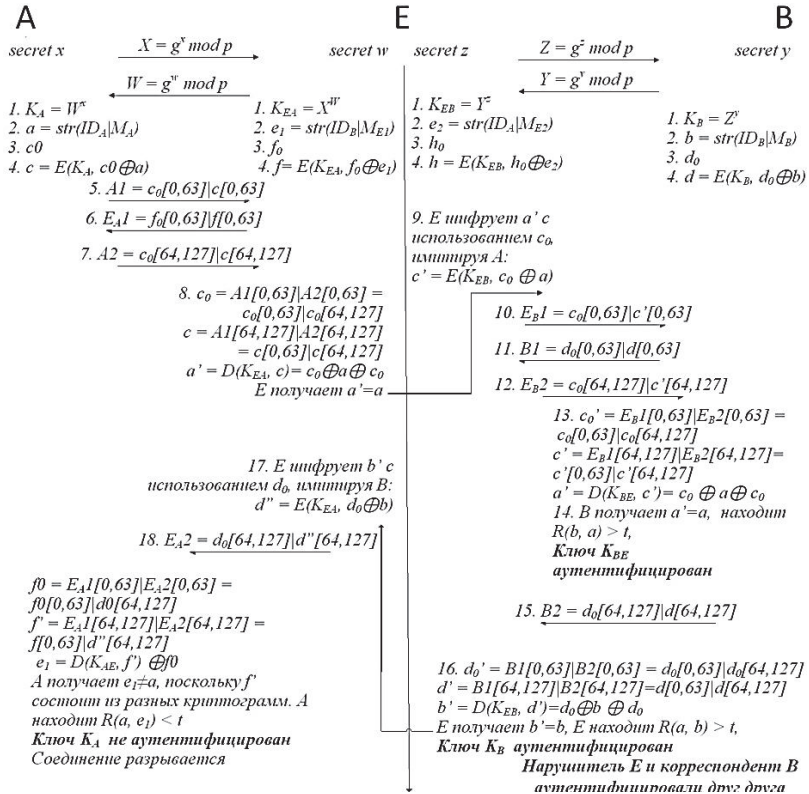 A E B
secret x
X = g^x mod p
secret w
secret z
Z = g^z mod p
secret y
W = g^w mod p
Y = g^y mod p
1. K_A = W^x
2. a = str(ID_A|M_A)
3. c0
4. c = E(K_A, c0⊕a)
1. K_EA = X^W
2. e_1 = str(ID_B|M_E1)
3. f_0
4. f= E(K_EA, f_0⊕e_1)
1. K_EB = Y^z
2. e_2 = str(ID_A|M_E2)
3. h_0
4. h = E(K_EB, h_0⊕e_2)
1. K_B = Z^y
2. b = str(ID_B|M_B)
3. d_0
4. d = E(K_B, d_0⊕b)
5. A1 = c_0[0,63]|c[0,63]
6. E_A1 = f_0[0,63]|f[0,63]
7. A2 = c_0[64,127]|c[64,127]
8. c_0 = A1[0,63]|A2[0,63] =
c_0[0,63]|c_0[64,127]
c = A1[64,127]|A2[64,127]
= c[0,63]|c[64,127]
a' = D(K_EA, c)= c_0⊕a⊕ c_0
E получает a'=a
9. E шифрует a' с
использованием c_0,
имитируя A:
c' = E(K_EB, c_0 ⊕ a)
10. E_B1 = c_0[0,63]|c'[0,63]
11. B1 = d_0[0,63]|d[0,63]
12. E_B2 = c_0[64,127]|c'[64,127]
13. c_0' = E_B1[0,63]|E_B2[0,63] =
c_0[0,63]|c_0[64,127]
c' = E_B1[64,127]|E_B2[64,127]=
c'[0,63]|c'[64,127]
a' = D(K_BE, c')= c_0 ⊕ a⊕ c_0
14. B получает a'=a, находит
R(b, a) > t,
Ключ K_BE
аутентифицирован
15. B2 = d_0[64,127]|d[64,127]
16. d_0' = B1[0,63]|B2[0,63] = d_0[0,63]|d_0[64,127]
d' = B1[64,127]|B2[64,127]=d[0,63]|d[64,127]
b' = D(K_EB, d')=d_0⊕b ⊕ d_0
E получает b'=b, E находит R(a, b) > t,
Ключ K_B аутентифицирован
Нарушитель E и корреспондент B
аутентифицировали друг друга
17. E шифрует b' с
использованием d_0, имитируя B:
d'' = E(K_EA, d_0⊕b)
18. E_A2 = d_0[64,127]|d''[64,127]
f0 = E_A1[0,63]|E_A2[0,63] =
f0[0,63]|d0[64,127]
f' = E_A1[64,127]|E_A2[64,127] =
f[0,63]|d''[64,127]
e_1 = D(K_AE, f') ⊕f0
A получает e_1≠a, поскольку f'
состоит из разных криптограмм. A
находит R(a, e_1) < t
Ключ K_A не аутентифицирован
Соединение разрывается